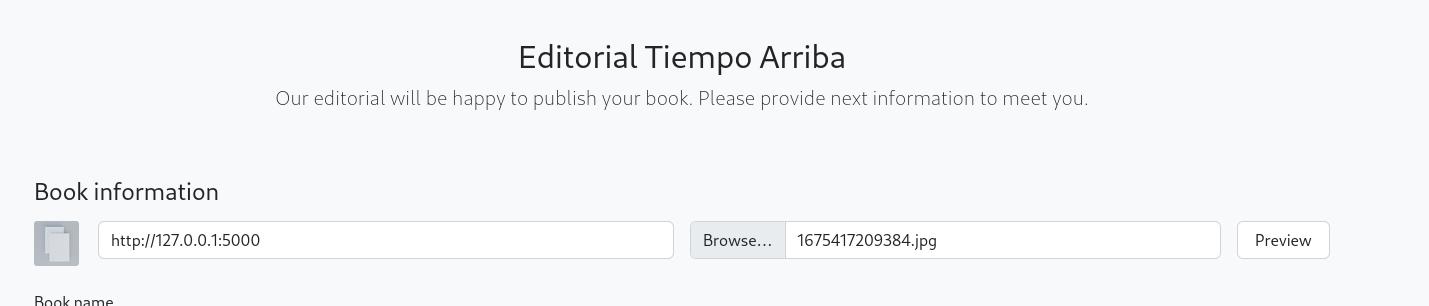 Editorial Tiempo Arriba
Our editorial will be happy to publish your book. Please provide next information to meet you.
Book information
http://127.0.0.1:5000 Browse... 1675417209384.jpg Preview
Book name